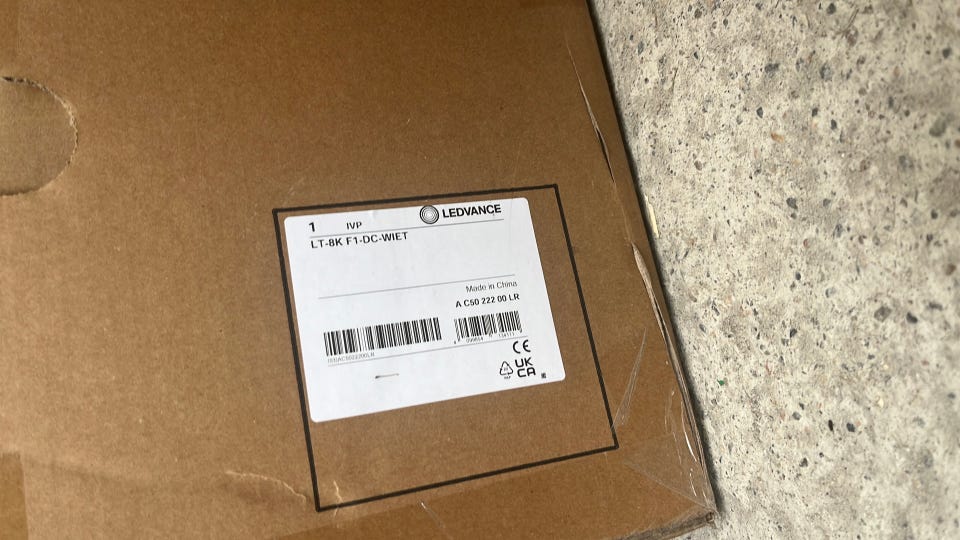 LEDVANCE
1 IVP
LT-8K F1-DC-WIET
Made in China
A C50 222 00 LR
CE
UK
CA